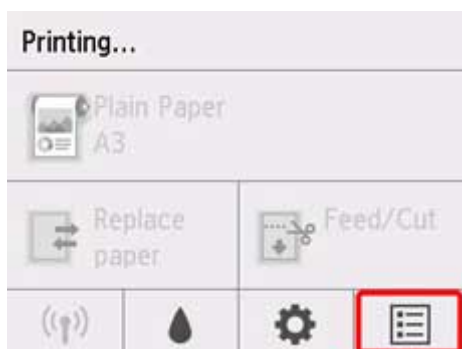 Printing...
Plain Paper
A3
Replace
paper
Feed/Cut